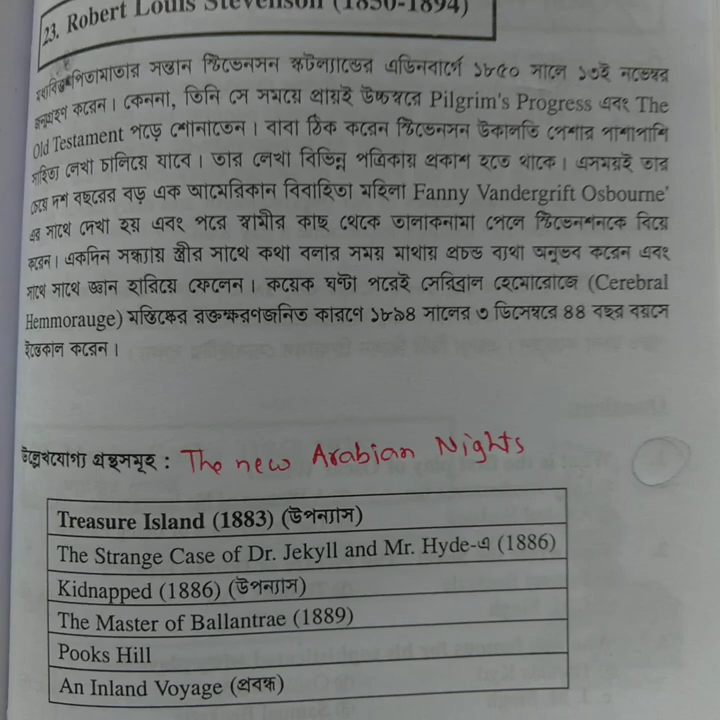 23. Robert Louis Stevenson (1850-1894)
মধ্যবিত্ত পিতামাতার সন্তান স্টিভেনসন স্কটল্যান্ডের এডিনবার্গে ১৮৫০ সালে ১৩ই নভেম্বর
জন্মগ্রহণ করেন। কেননা, তিনি সে সময়ে প্রায়ই উচ্চস্বরে Pilgrim's Progress এবং The
Old Testament পড়ে শোনাতেন। বাবা ঠিক করেন স্টিভেনসন উকালতি পেশার পাশাপাশি
সাহিত্য লেখা চালিয়ে যাবে। তার লেখা বিভিন্ন পত্রিকায় প্রকাশ হতে থাকে। এসময়ই তার
চেয়ে দশ বছরের বড় এক আমেরিকান বিবাহিতা মহিলা Fanny Vandergrift Osbourne'
এর সাথে দেখা হয় এবং পরে স্বামীর কাছ থেকে তালাকনামা পেলে স্টিভেনশনকে বিয়ে
করেন। একদিন সন্ধ্যায় স্ত্রীর সাথে কথা বলার সময় মাথায় প্রচন্ড ব্যথা অনুভব করেন এবং
সাথে সাথে জ্ঞান হারিয়ে ফেলেন। কয়েক ঘন্টা পরেই সেরিব্রাল হেমোরোজে (Cerebral
Hemmorauge) মস্তিষ্কের রক্তক্ষরণজনিত কারণে ১৮৯৪ সালের ৩ ডিসেম্বরে ৪৪ বছর বয়সে
ইন্তেকাল করেন।
উল্লেখযোগ্য গ্রন্থসমূহ : The new Arabian Nights
Treasure Island (1883) (উপন্যাস)
The Strange Case of Dr. Jekyll and Mr. Hyde-এ (1886)
Kidnapped (1886) (উপন্যাস)
The Master of Ballantrae (1889)
Pooks Hill
An Inland Voyage (প্রবন্ধ)